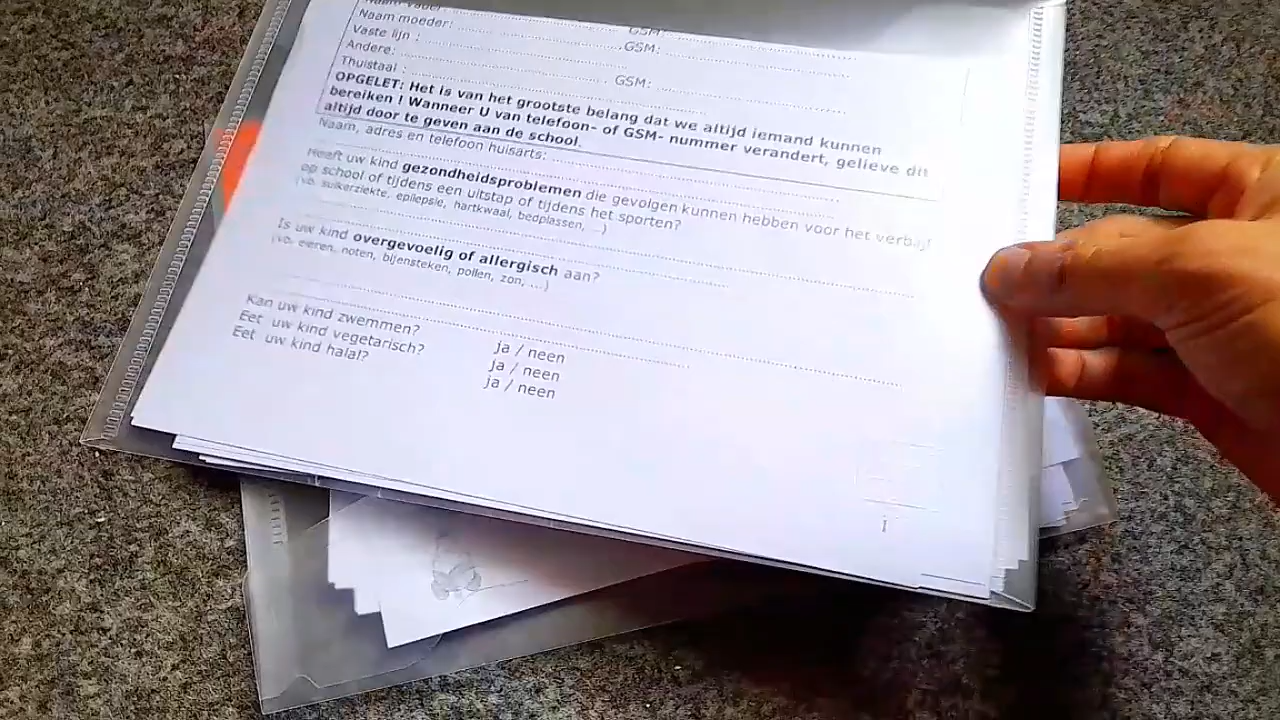 Naam vader:
GSM:
Naam moeder:
GSM:
Vaste lijn :
Andere:
GSM:
Thuistaal :
OPGELET: Het is van het grootste belang dat we altijd iemand kunnen
bereiken ! Wanneer U van telefoon- of GSM- nummer verandert, gelieve dit
altijd door te geven aan de school.
Naam, adres en telefoon huisarts:
Heeft uw kind gezondheidsproblemen die gevolgen kunnen hebben voor het verblijf
op school of tijdens een uitstap of tijdens het sporten?
(vb. suikerziekte, epilepsie, hartkwaal, bedplassen, ...)
Is uw kind overgevoelig of allergisch aan?
(vb. eieren, noten, bijensteken, pollen, zon, ...)
Kan uw kind zwemmen? ja / neen
Eet uw kind vegetarisch? ja / neen
Eet uw kind halal? ja / neen
1